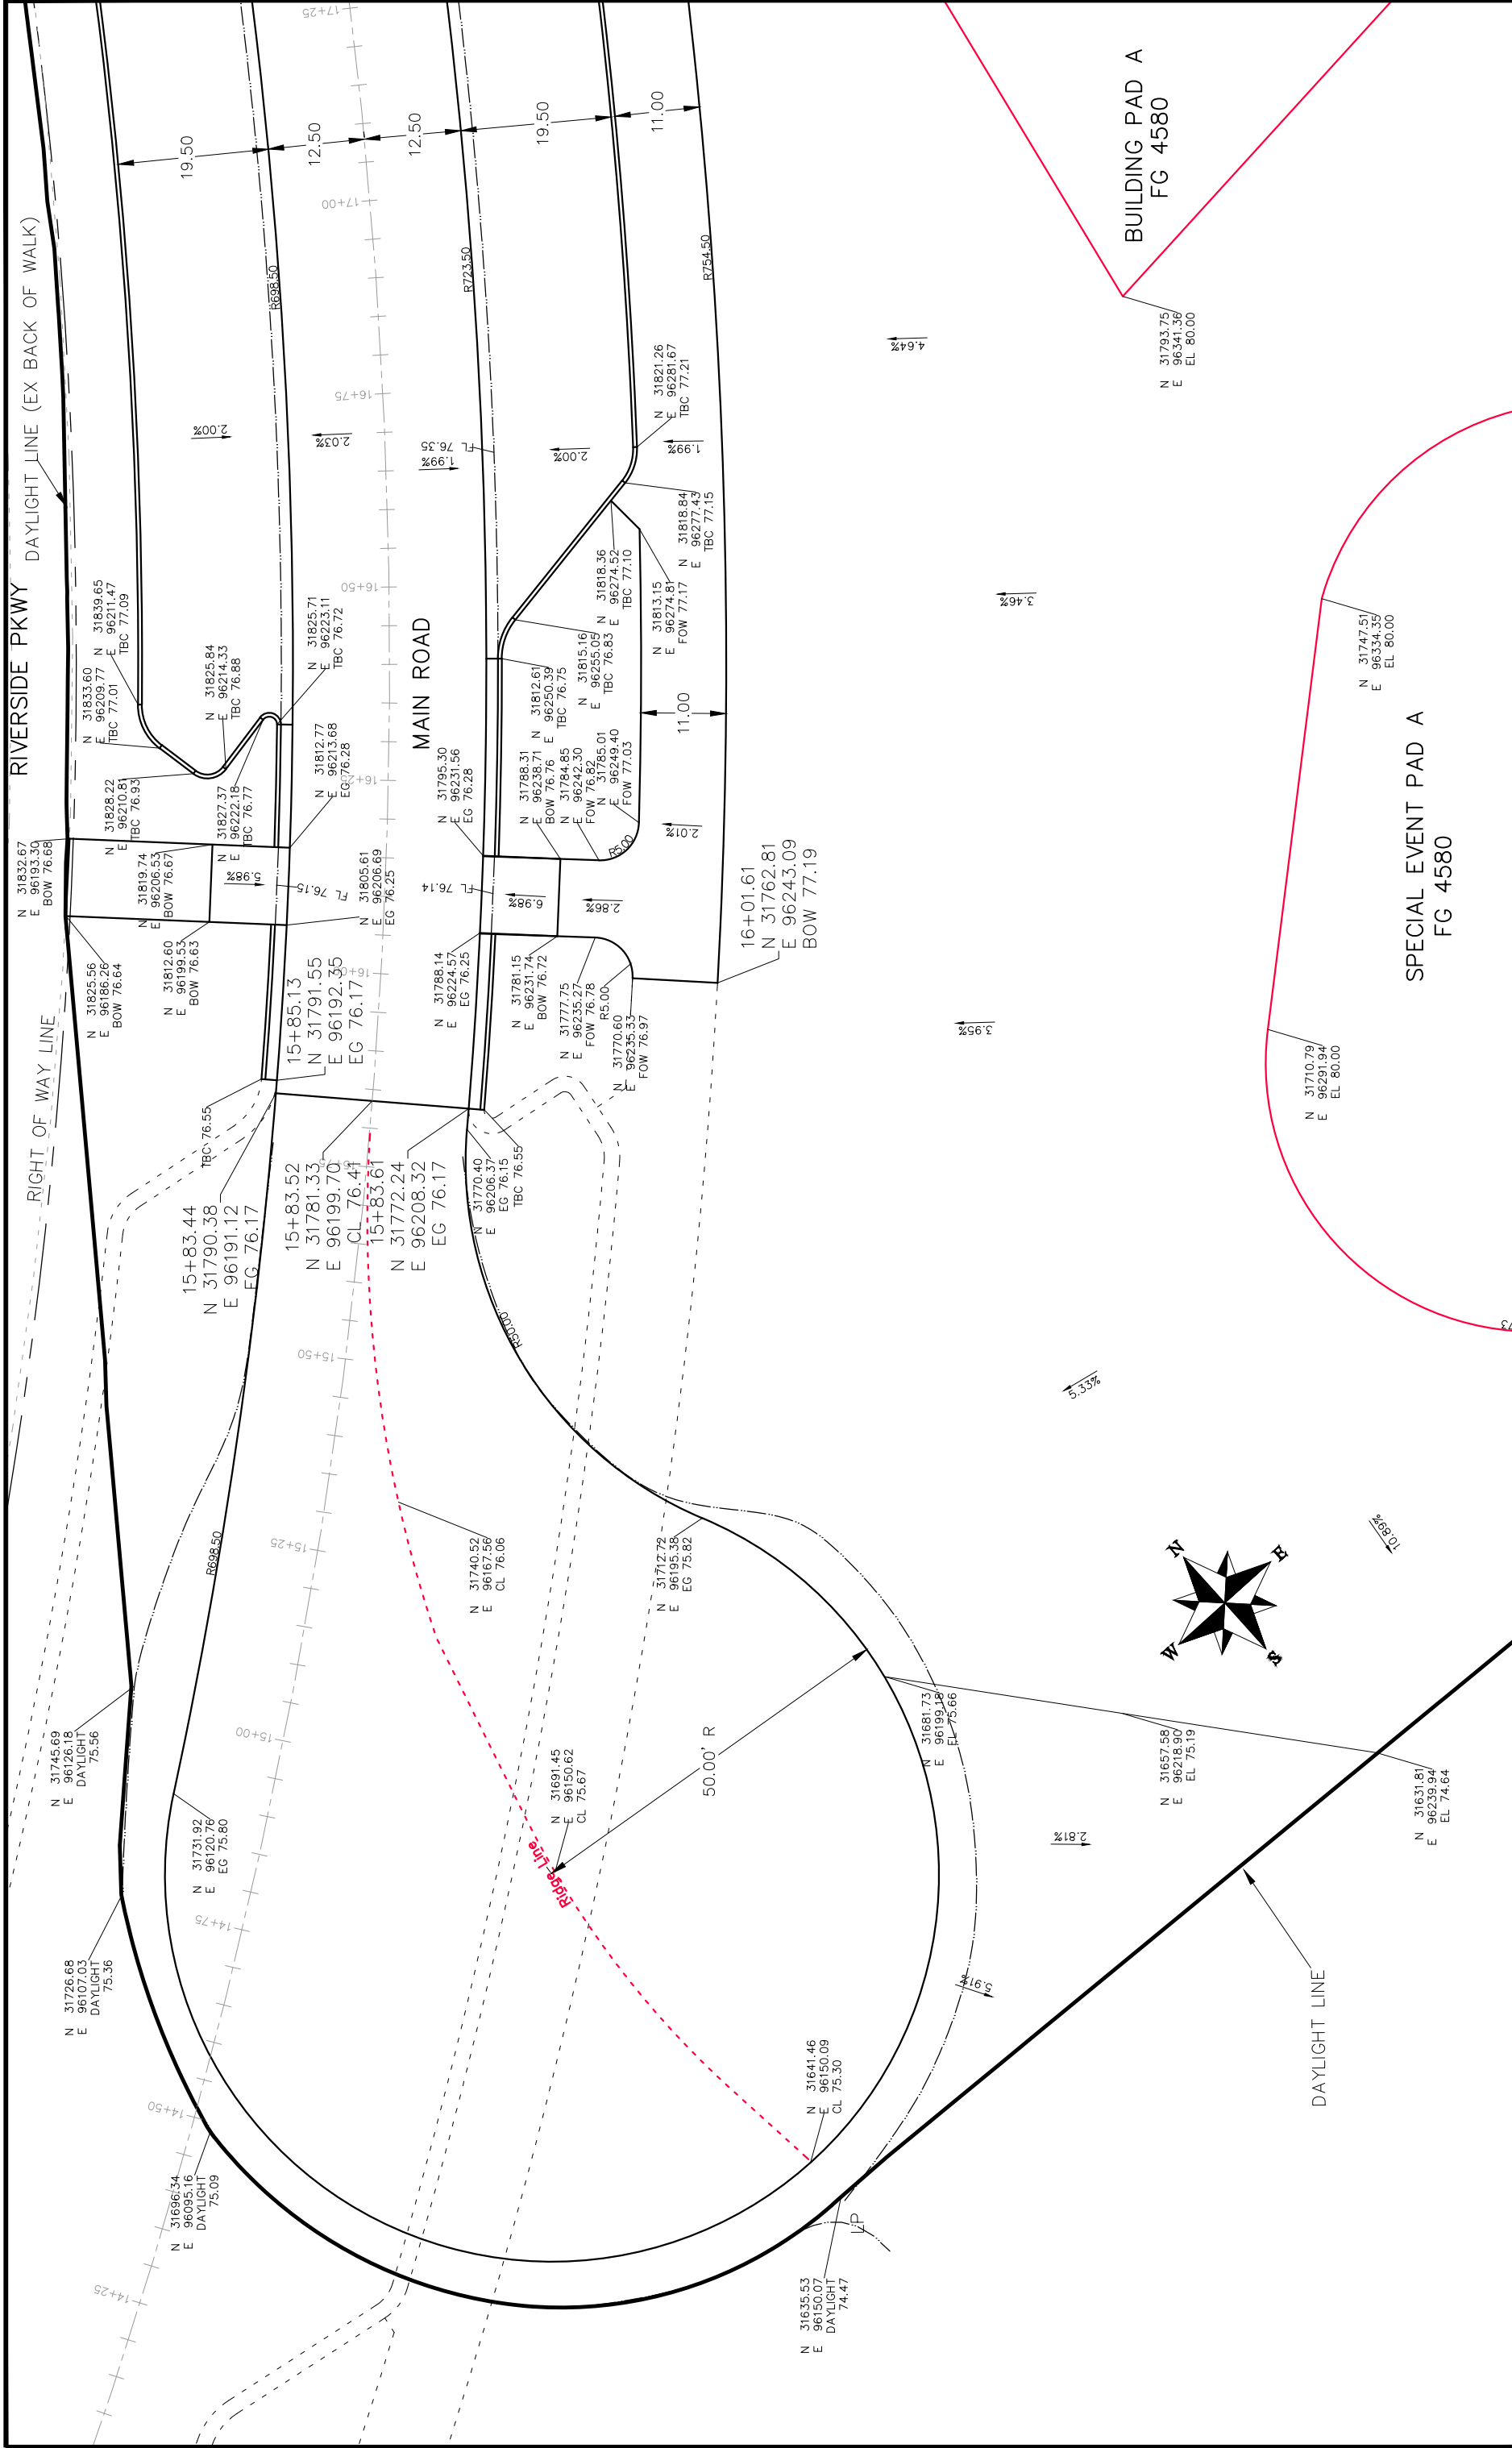 17+25
19.50
12.50
12.50
19.50
11.00
BUILDING PAD A
FG 4580
17+00
RIVERSIDE PKWY
DAYLIGHT LINE (EX BACK OF WALK)
R698.50
R723.50
R754.50
N 31793.75
E 96341.36
EL 80.00
4.64%
16+75
2.00%
2.03%
1.99%
FL 76.35
2.00%
1.99%
N 31821.26
E 96281.67
TBC 77.21
N 31818.84
E 96277.43
TBC 77.15
N 31818.36
E 96274.52
TBC 77.10
N 31813.15
E 96274.81
FOW 77.17
N 31815.16
E 96255.05
TBC 76.83
N 31812.61
E 96250.39
TBC 76.75
16+50
MAIN ROAD
N 31839.65
E 96211.47
TBC 77.09
N 31833.60
E 96209.77
TBC 77.01
N 31825.84
E 96214.33
TBC 76.88
N 31825.71
E 96223.11
TBC 76.72
N 31828.22
E 96210.81
TBC 76.93
N 31827.37
E 96222.18
TBC 76.77
N 31812.77
E 96213.68
EG 76.28
16+25
N 31795.30
E 96231.56
EG 76.28
N 31788.31
E 96238.71
BOW 76.76
N 31784.85
E 96242.30
FOW 76.82
N 31785.01
E 96249.40
FOW 77.03
11.00
3.46%
N 31747.51
E 96334.35
EL 80.00
SPECIAL EVENT PAD A
FG 4580
N 31832.67
E 96193.30
BOW 76.68
N 31819.74
E 96206.53
BOW 76.67
5.98%
FL 76.15
N 31805.61
E 96206.69
EG 76.25
FL 76.14
6.98%
2.86%
R5.00
2.01%
16+01.61
N 31762.81
E 96243.09
BOW 77.19
N 31825.56
E 96186.26
BOW 76.64
N 31812.60
E 96199.53
BOW 76.63
16+00
15+85.13
N 31791.55
E 96192.35
EG 76.17
N 31788.14
E 96224.57
EG 76.25
N 31781.15
E 96231.74
BOW 76.72
N 31777.75
E 96235.27
FOW 76.78
R5.00
N 31770.60
E 96235.33
FOW 76.97
3.95%
N 31710.79
E 96291.94
EL 80.00
RIGHT OF WAY LINE
TBC 76.55
15+83.44
N 31790.38
E 96191.12
EG 76.17
15+83.52
N 31781.33
E 96199.70
CL 76.41
15+75
15+83.61
N 31772.24
E 96208.32
EG 76.17
N 31770.40
E 96206.37
EG 76.15
TBC 76.55
R50.00
15+50
5.33%
R698.50
15+25
N 31740.52
E 96167.56
CL 76.06
N 31712.72
E 96195.38
EG 75.82
10.89%
N
E
S
W
N 31745.69
E 96126.18
DAYLIGHT
75.56
15+00
N 31731.92
E 96120.76
EG 75.80
N 31691.45
E 96150.62
CL 75.67
Ridge Line
50.00' R
N 31681.73
E 96199.18
EL 75.66
N 31657.58
E 96218.90
EL 75.19
N 31631.81
E 96239.94
EL 74.64
2.81%
14+75
N 31726.68
E 96107.03
DAYLIGHT
75.36
14+50
N 31696.34
E 96095.16
DAYLIGHT
75.09
14+25
N 31641.46
E 96150.09
CL 75.30
DAYLIGHT LINE
LP
N 31635.53
E 96150.07
DAYLIGHT
74.47